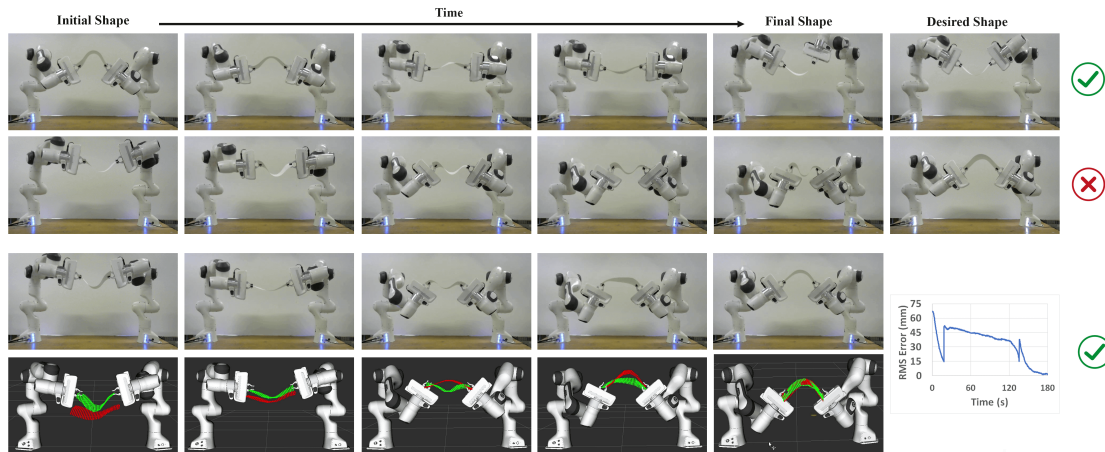 Initial Shape
Time
Final Shape
Desired Shape
RMS Error (mm)
75
60
45
30
15
0
0
60
120
180
Time (s)